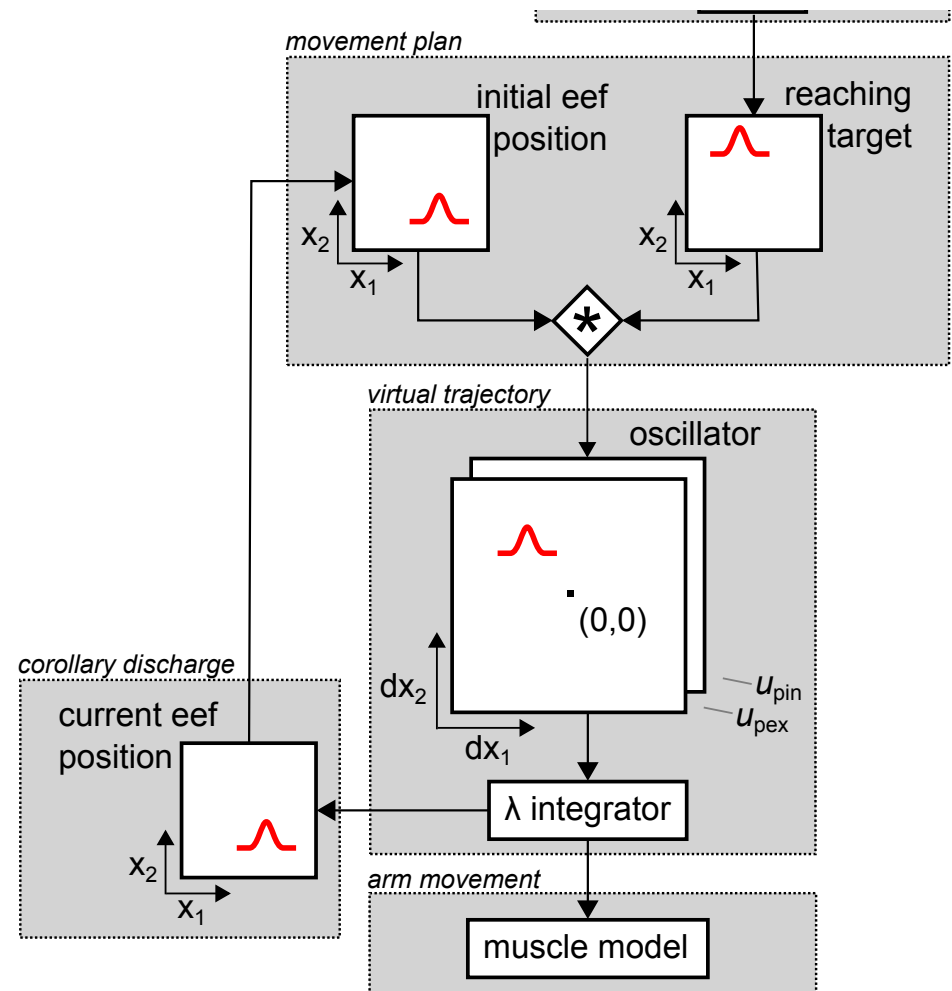 movement plan
initial eef
position
reaching
target
x2
x1
x2
x1
*
virtual trajectory
oscillator
(0,0)
dx2
dx1
upin
upex
corollary discharge
current eef
position
x2
x1
λ integrator
arm movement
muscle model